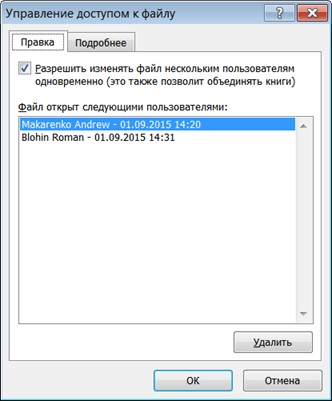 Управление доступом к файлу
Правка
Подробнее
Разрешить изменять файл нескольким пользователям
одновременно (это также позволит объединять книги)
Файл открыт следующими пользователями:
Makarenko Andrew - 01.09.2015 14:20
Blohin Roman - 01.09.2015 14:31
Удалить
ОК
Отмена